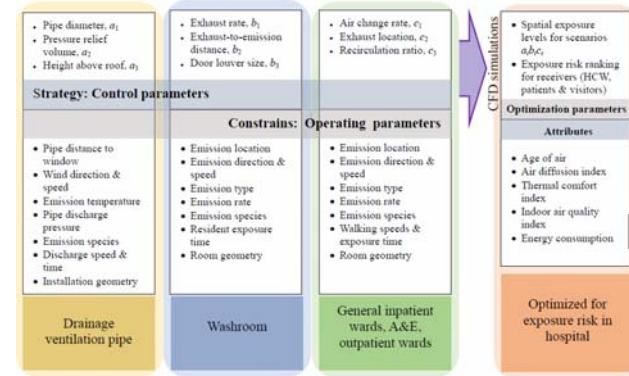 • Pipe diameter, a₁
• Pressure relief
volume, a₂
• Height above roof, a₃
• Exhaust rate, b₁
• Exhaust-to-emission
distance, b₂
• Door louver size, b₃
• Air change rate, c₁
• Exhaust location, c₂
• Recirculation ratio, c₃
Strategy: Control parameters
Constrains: Operating parameters
• Pipe distance to
window
• Wind direction &
speed
• Emission temperature
• Pipe discharge
pressure
• Emission species
• Discharge speed &
time
• Installation geometry
• Emission location
• Emission direction &
speed
• Emission type
• Emission rate
• Emission species
• Resident exposure
time
• Room geometry
• Emission location
• Emission direction &
speed
• Emission type
• Emission rate
• Emission species
• Walking speeds &
exposure time
• Room geometry
Drainage
ventilation pipe
Washroom
General inpatient
wards, A&E,
outpatient wards
CFD simulations
• Spatial exposure
levels for scenarios
aᵢbᵢcᵢ
• Exposure risk ranking
for receivers (HCW,
patients & visitors)
Optimization parameters
Attributes
• Age of air
• Air diffusion index
• Thermal comfort
index
• Indoor air quality
index
• Energy consumption
Optimized for
exposure risk in
hospital